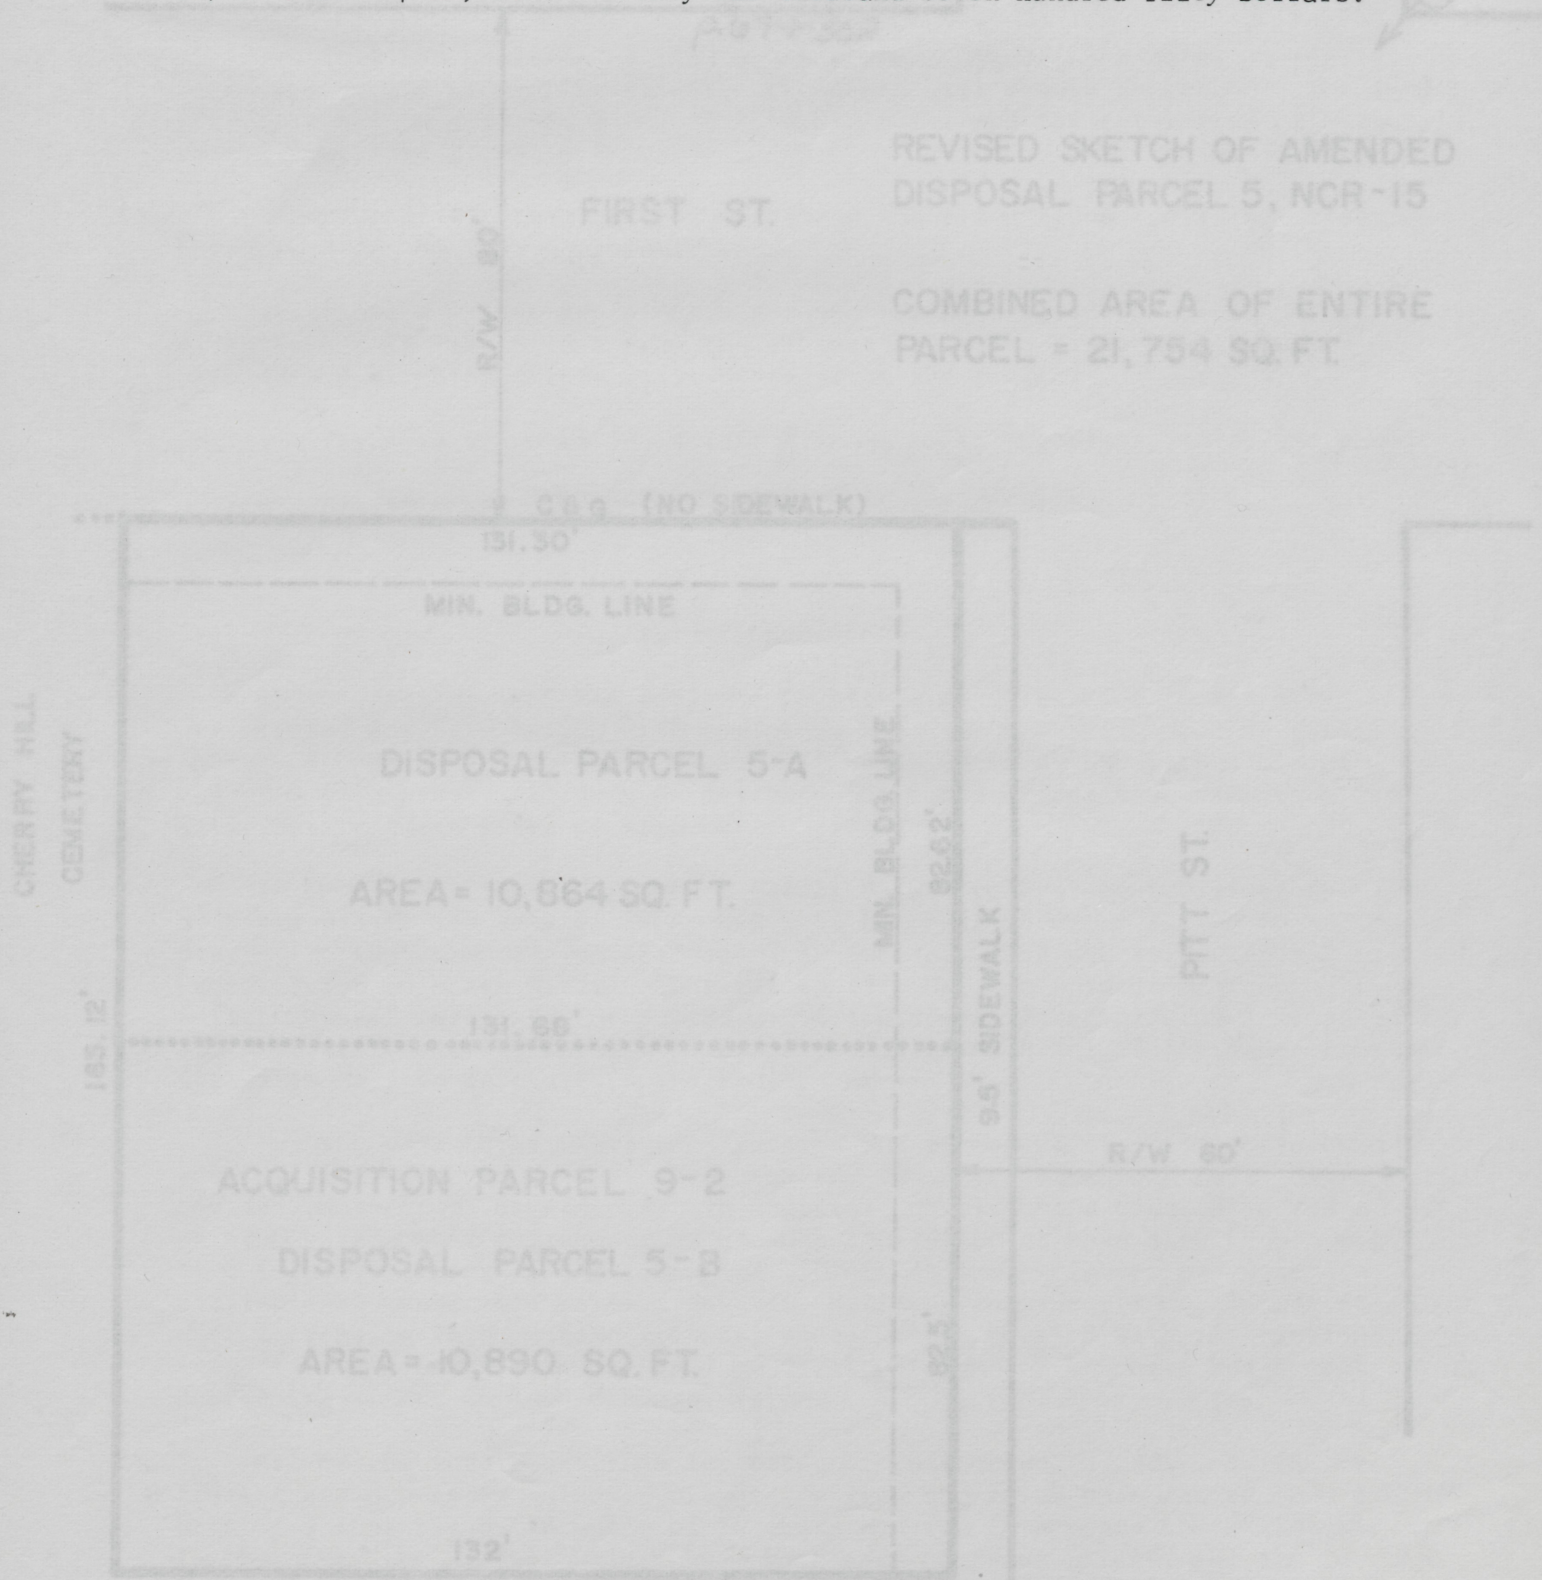 hundred fifty dollars.
REVISED SKETCH OF AMENDED
DISPOSAL PARCEL 5, NCR-15
FIRST ST.
R/W 80'
COMBINED AREA OF ENTIRE
PARCEL = 21,754 SQ. FT.
C & G (NO SIDEWALK)
131.30'
MIN. BLDG. LINE
CHERRY HILL
CEMETERY
DISPOSAL PARCEL 5-A
MIN. BLDG. LINE
82.62'
AREA = 10,864 SQ. FT.
PITT ST.
9.5' SIDEWALK
165.12'
131.66'
R/W 60'
ACQUISITION PARCEL 9-2
DISPOSAL PARCEL 5-B
82.5'
AREA = 10,890 SQ. FT.
132'